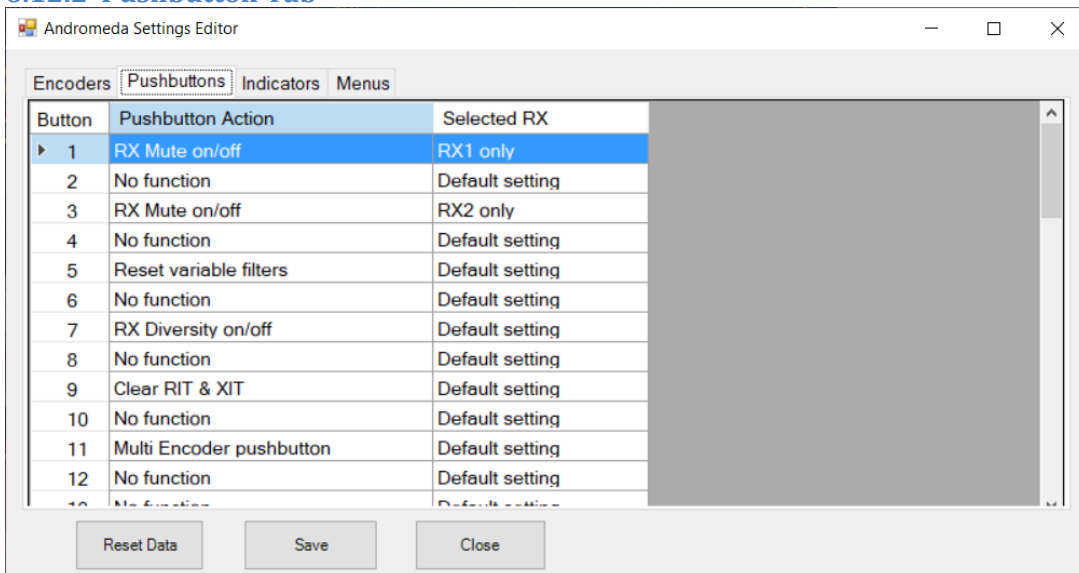 Andromeda Settings Editor
Encoders Pushbuttons Indicators Menus
Button Pushbutton Action Selected RX
1 RX Mute on/off RX1 only
2 No function Default setting
3 RX Mute on/off RX2 only
4 No function Default setting
5 Reset variable filters Default setting
6 No function Default setting
7 RX Diversity on/off Default setting
8 No function Default setting
9 Clear RIT & XIT Default setting
10 No function Default setting
11 Multi Encoder pushbutton Default setting
12 No function Default setting
Reset Data Save Close